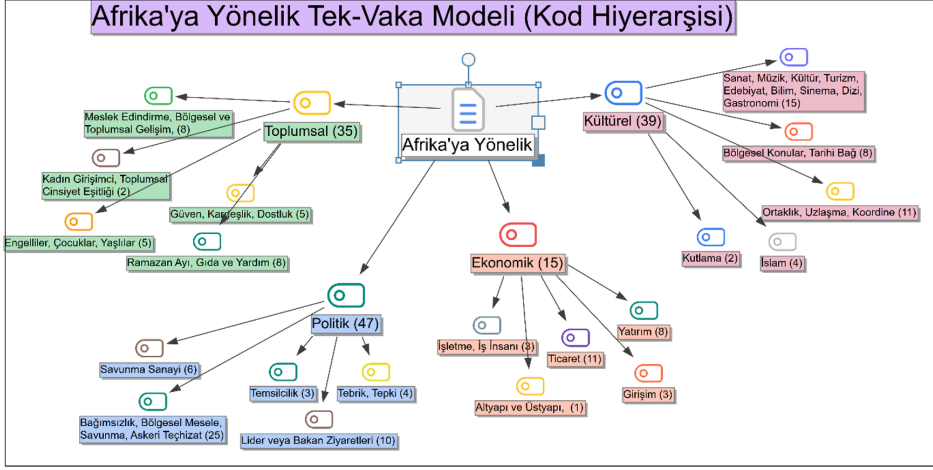 Afrika'ya Yönelik Tek-Vaka Modeli (Kod Hiyerarşisi)
Afrika'ya Yönelik
Toplumsal (35)
Meslek Edindirme, Bölgesel ve
Toplumsal Gelişim, (8)
Kadın Girişimci, Toplumsal
Cinsiyet Eşitliği (2)
Güven, Kardeşlik, Dostluk (5)
Engelliler, Çocuklar, Yaşlılar (5)
Ramazan Ayı, Gıda ve Yardım (8)
Kültürel (39)
Sanat, Müzik, Kültür, Turizm,
Edebiyat, Bilim, Sinema, Dizi,
Gastronomi (15)
Bölgesel Konular, Tarihi Bağ (8)
Ortaklık, Uzlaşma, Koordine (11)
Kutlama (2)
İslam (4)
Politik (47)
Savunma Sanayi (6)
Bağımsızlık, Bölgesel Mesele,
Savunma, Askeri Teçhizat (25)
Temsilcilik (3)
Tebrik, Tepki (4)
Lider veya Bakan Ziyaretleri (10)
Ekonomik (15)
İşletme, İş İnsanı (3)
Ticaret (11)
Yatırım (8)
Altyapı ve Üstyapı, (1)
Girişim (3)